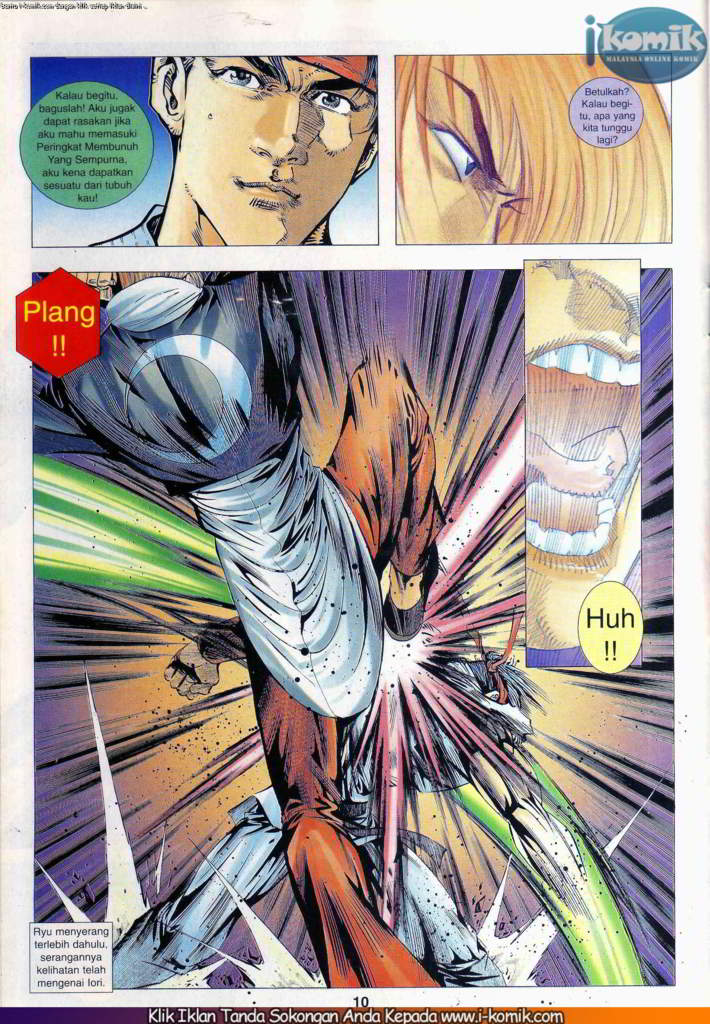 ikomik
MALAYSIA ONLINE KOMIK
Kalau begitu,
baguslah! Aku jugak
dapat rasakan jika
aku mahu memasuki
Peringkat Membunuh
Yang Sempurna,
aku kena dapatkan
sesuatu dari tubuh
kau!
Betulkah?
Kalau begi-
tu, apa yang
kita tunggu
lagi?
Plang
!!
Huh
!!
Ryu menyerang
terlebih dahulu,
serangannya
kelihatan telah
mengenai Iori.
10
Klik Iklan Tanda Sokongan Anda Kepada www.i-komik.com